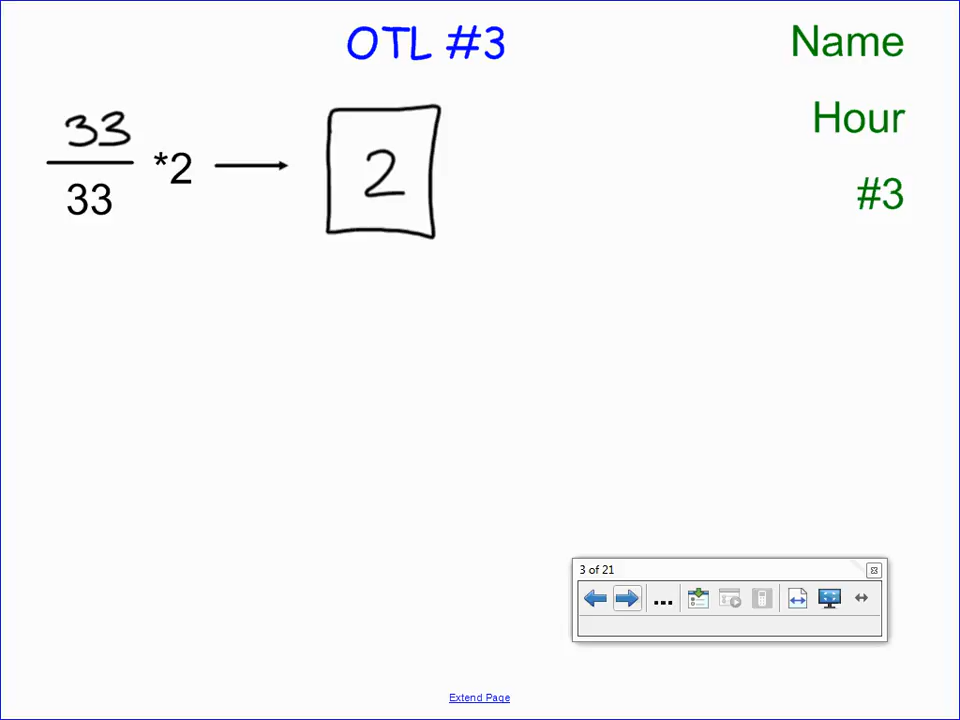 OTL #3
Name
Hour
#3
33
33
*2
2
3 of 21
...
Extend Page